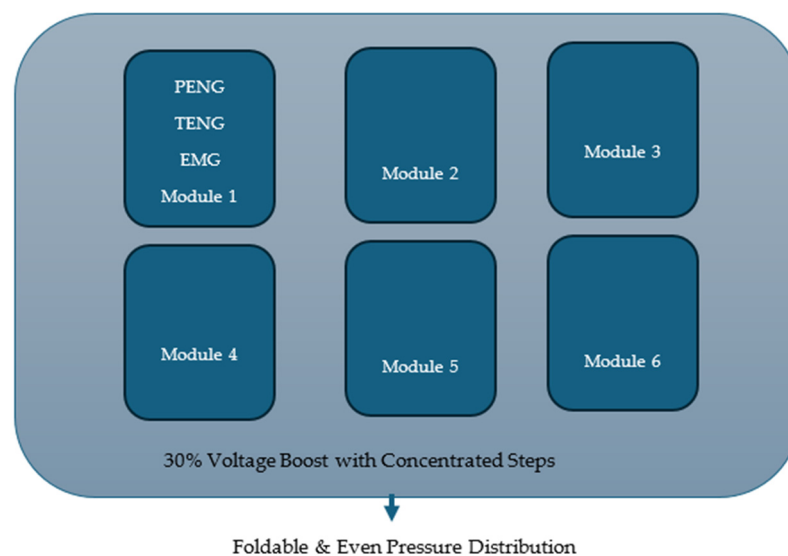 PENG
TENG
EMG
Module 1
Module 2
Module 3
Module 4
Module 5
Module 6
30% Voltage Boost with Concentrated Steps
Foldable & Even Pressure Distribution